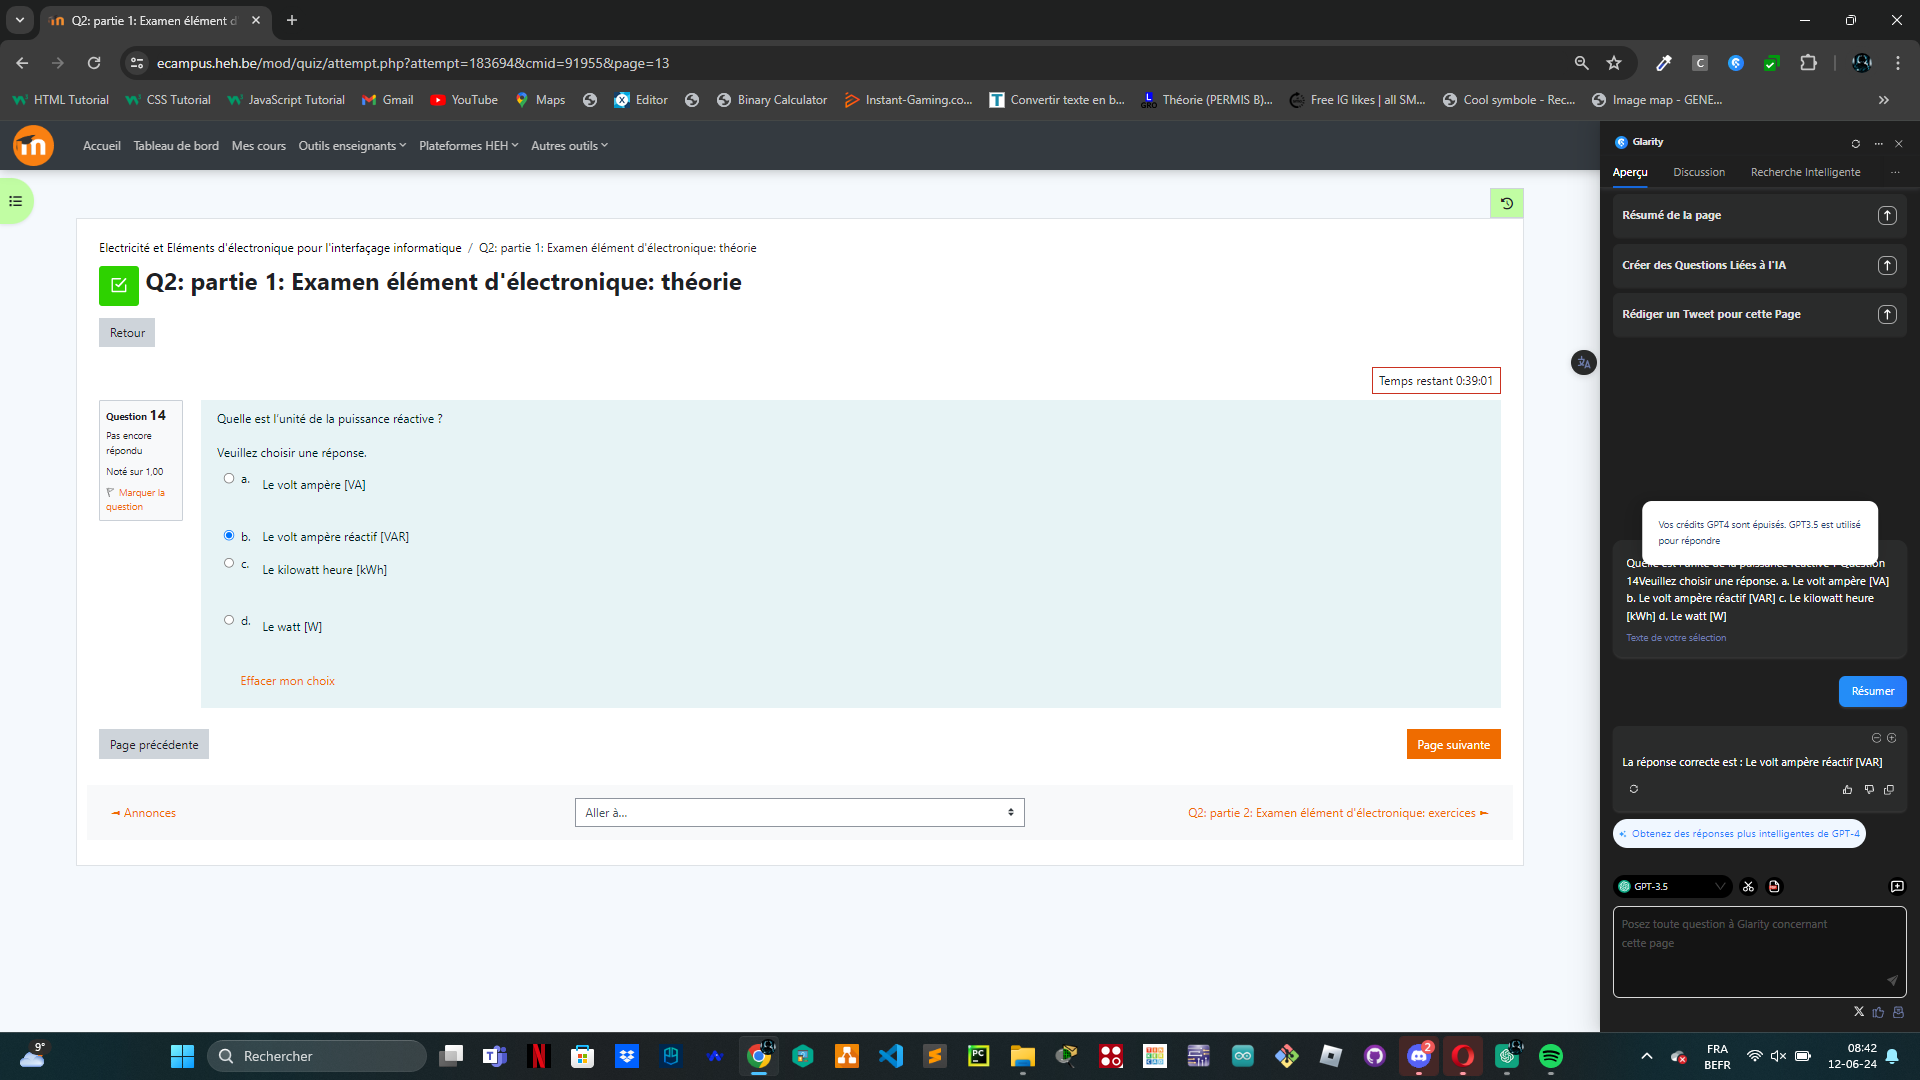 Q2: partie 1: Examen élément d'
ecampus.heh.be/mod/quiz/attempt.php?attempt=183694&cmid=91955&page=13
HTML Tutorial
CSS Tutorial
JavaScript Tutorial
Gmail
YouTube
Maps
Editor
Binary Calculator
Instant-Gaming.co...
Convertir texte en b...
Théorie (PERMIS B)...
Free IG likes | all SM...
Cool symbole - Rec...
Image map - GENE...
Accueil
Tableau de bord
Mes cours
Outils enseignants
Plateformes HEH
Autres outils
Electricité et Eléments d'électronique pour l'interfaçage informatique / Q2: partie 1: Examen élément d'électronique: théorie
Q2: partie 1: Examen élément d'électronique: théorie
Retour
Temps restant 0:39:01
Question 14
Pas encore
répondu
Noté sur 1,00
Marquer la
question
Quelle est l'unité de la puissance réactive ?
Veuillez choisir une réponse.
a. Le volt ampère [VA]
b. Le volt ampère réactif [VAR]
c. Le kilowatt heure [kWh]
d. Le watt [W]
Effacer mon choix
Page précédente
Page suivante
◄ Annonces
Aller à...
Q2: partie 2: Examen élément d'électronique: exercices ►
Glarity
Aperçu
Discussion
Recherche Intelligente
Résumé de la page
Créer des Questions Liées à l'IA
Rédiger un Tweet pour cette Page
Vos crédits GPT4 sont épuisés. GPT3.5 est utilisé
pour répondre
Quelle est l'unité de la puissance réactive ? Question
14Veuillez choisir une réponse. a. Le volt ampère [VA]
b. Le volt ampère réactif [VAR] c. Le kilowatt heure
[kWh] d. Le watt [W]
Texte de votre sélection
Résumer
La réponse correcte est : Le volt ampère réactif [VAR]
Obtenez des réponses plus intelligentes de GPT-4
GPT-3.5
Posez toute question à Glarity concernant
cette page
9°
Rechercher
2
FRA
BEFR
08:42
12-06-24